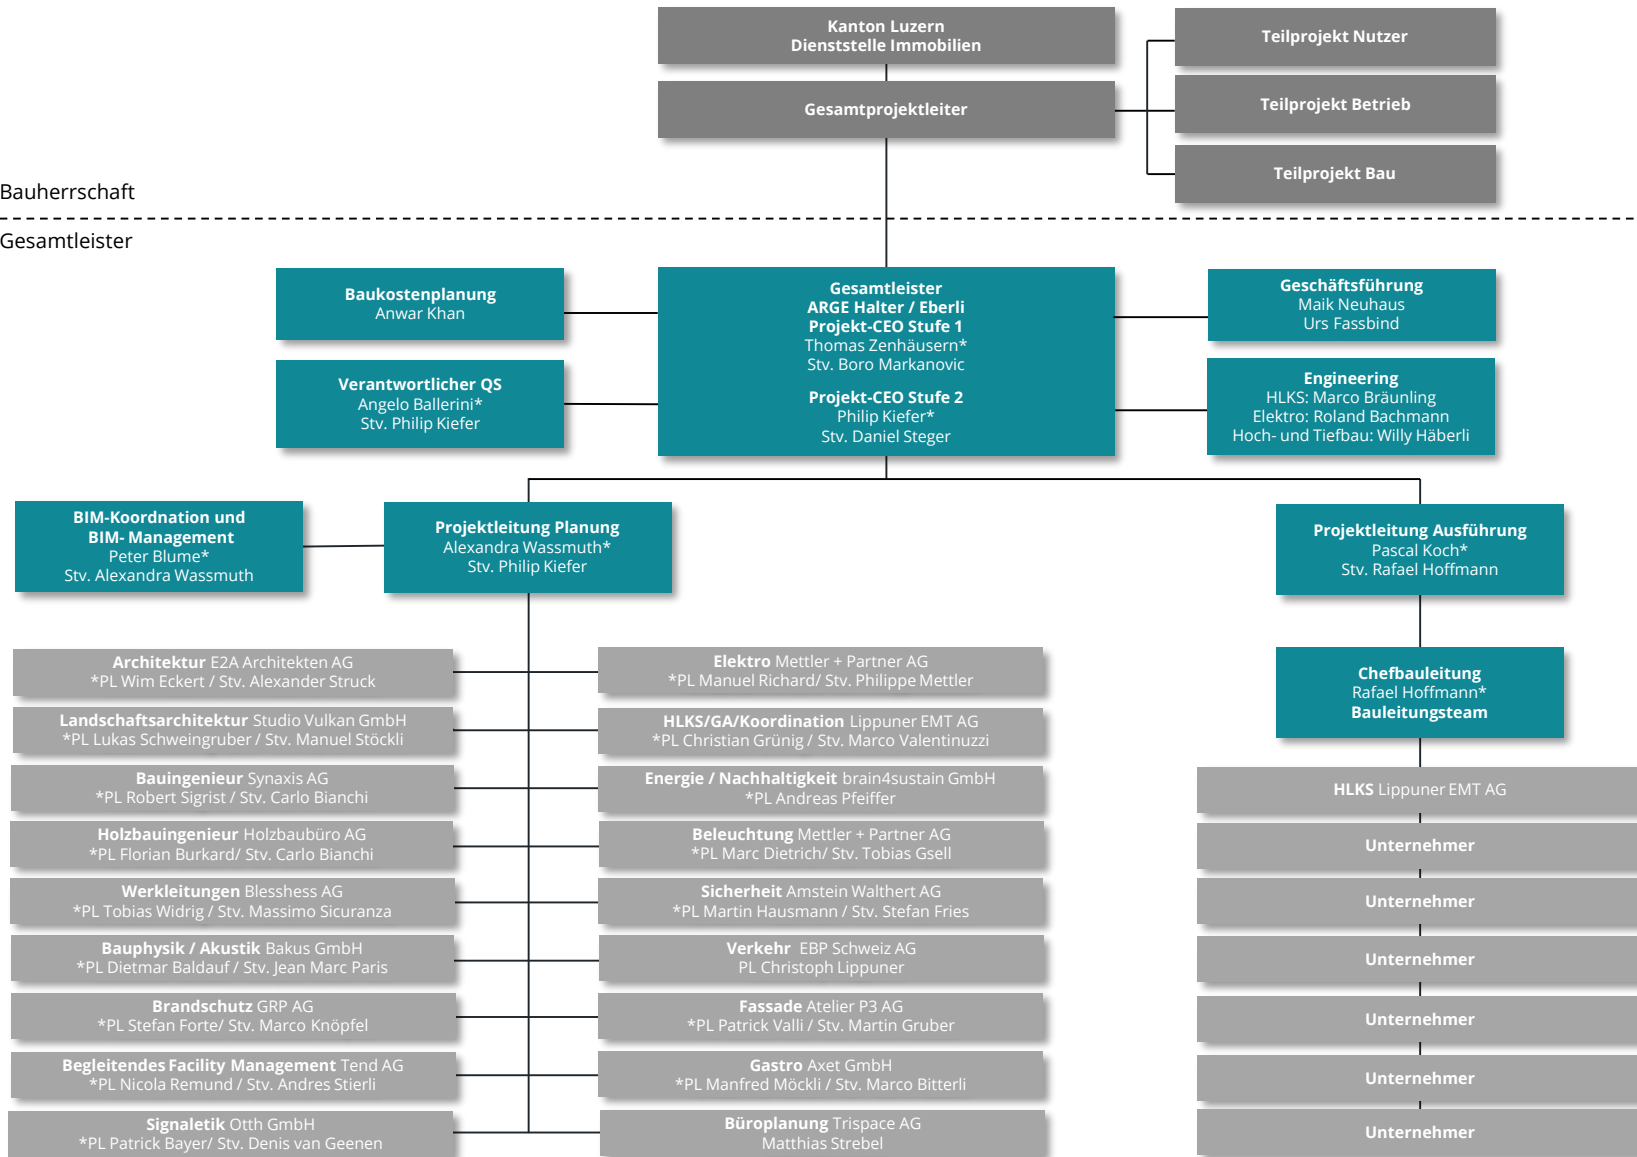 Kanton Luzern
Dienststelle Immobilien
Gesamtprojektleiter
Teilprojekt Nutzer
Teilprojekt Betrieb
Teilprojekt Bau
Bauherrschaft
Gesamtleister
Baukostenplanung
Anwar Khan
Verantwortlicher QS
Angelo Ballerini*
Stv. Philip Kiefer
Gesamtleister
ARGE Halter / Eberli
Projekt-CEO Stufe 1
Thomas Zenhäusern*
Stv. Boro Markanovic
Projekt-CEO Stufe 2
Philip Kiefer*
Stv. Daniel Steger
Geschäftsführung
Maik Neuhaus
Urs Fassbind
Engineering
HLKS: Marco Bräunling
Elektro: Roland Bachmann
Hoch- und Tiefbau: Willy Häberli
BIM-Koordnation und
BIM- Management
Peter Blume*
Stv. Alexandra Wassmuth
Projektleitung Planung
Alexandra Wassmuth*
Stv. Philip Kiefer
Projektleitung Ausführung
Pascal Koch*
Stv. Rafael Hoffmann
Architektur E2A Architekten AG
*PL Wim Eckert / Stv. Alexander Struck
Landschaftsarchitektur Studio Vulkan GmbH
*PL Lukas Schweingruber / Stv. Manuel Stöckli
Bauingenieur Synaxis AG
*PL Robert Sigrist / Stv. Carlo Bianchi
Holzbauingenieur Holzbaubüro AG
*PL Florian Burkard/ Stv. Carlo Bianchi
Werkleitungen Blesshess AG
*PL Tobias Widrig / Stv. Massimo Sicuranza
Bauphysik / Akustik Bakus GmbH
*PL Dietmar Baldauf / Stv. Jean Marc Paris
Brandschutz GRP AG
*PL Stefan Forte/ Stv. Marco Knöpfel
Begleitendes Facility Management Tend AG
*PL Nicola Remund / Stv. Andres Stierli
Signaletik Otth GmbH
*PL Patrick Bayer/ Stv. Denis van Geenen
Elektro Mettler + Partner AG
*PL Manuel Richard/ Stv. Philippe Mettler
HLKS/GA/Koordination Lippuner EMT AG
*PL Christian Grünig / Stv. Marco Valentinuzzi
Energie / Nachhaltigkeit brain4sustain GmbH
*PL Andreas Pfeiffer
Beleuchtung Mettler + Partner AG
*PL Marc Dietrich/ Stv. Tobias Gsell
Sicherheit Amstein Walthert AG
*PL Martin Hausmann / Stv. Stefan Fries
Verkehr EBP Schweiz AG
PL Christoph Lippuner
Fassade Atelier P3 AG
*PL Patrick Valli / Stv. Martin Gruber
Gastro Axet GmbH
*PL Manfred Möckli / Stv. Marco Bitterli
Büroplanung Trispace AG
Matthias Strebel
Chefbauleitung
Rafael Hoffmann*
Bauleitungsteam
HLKS Lippuner EMT AG
Unternehmer
Unternehmer
Unternehmer
Unternehmer
Unternehmer
Unternehmer